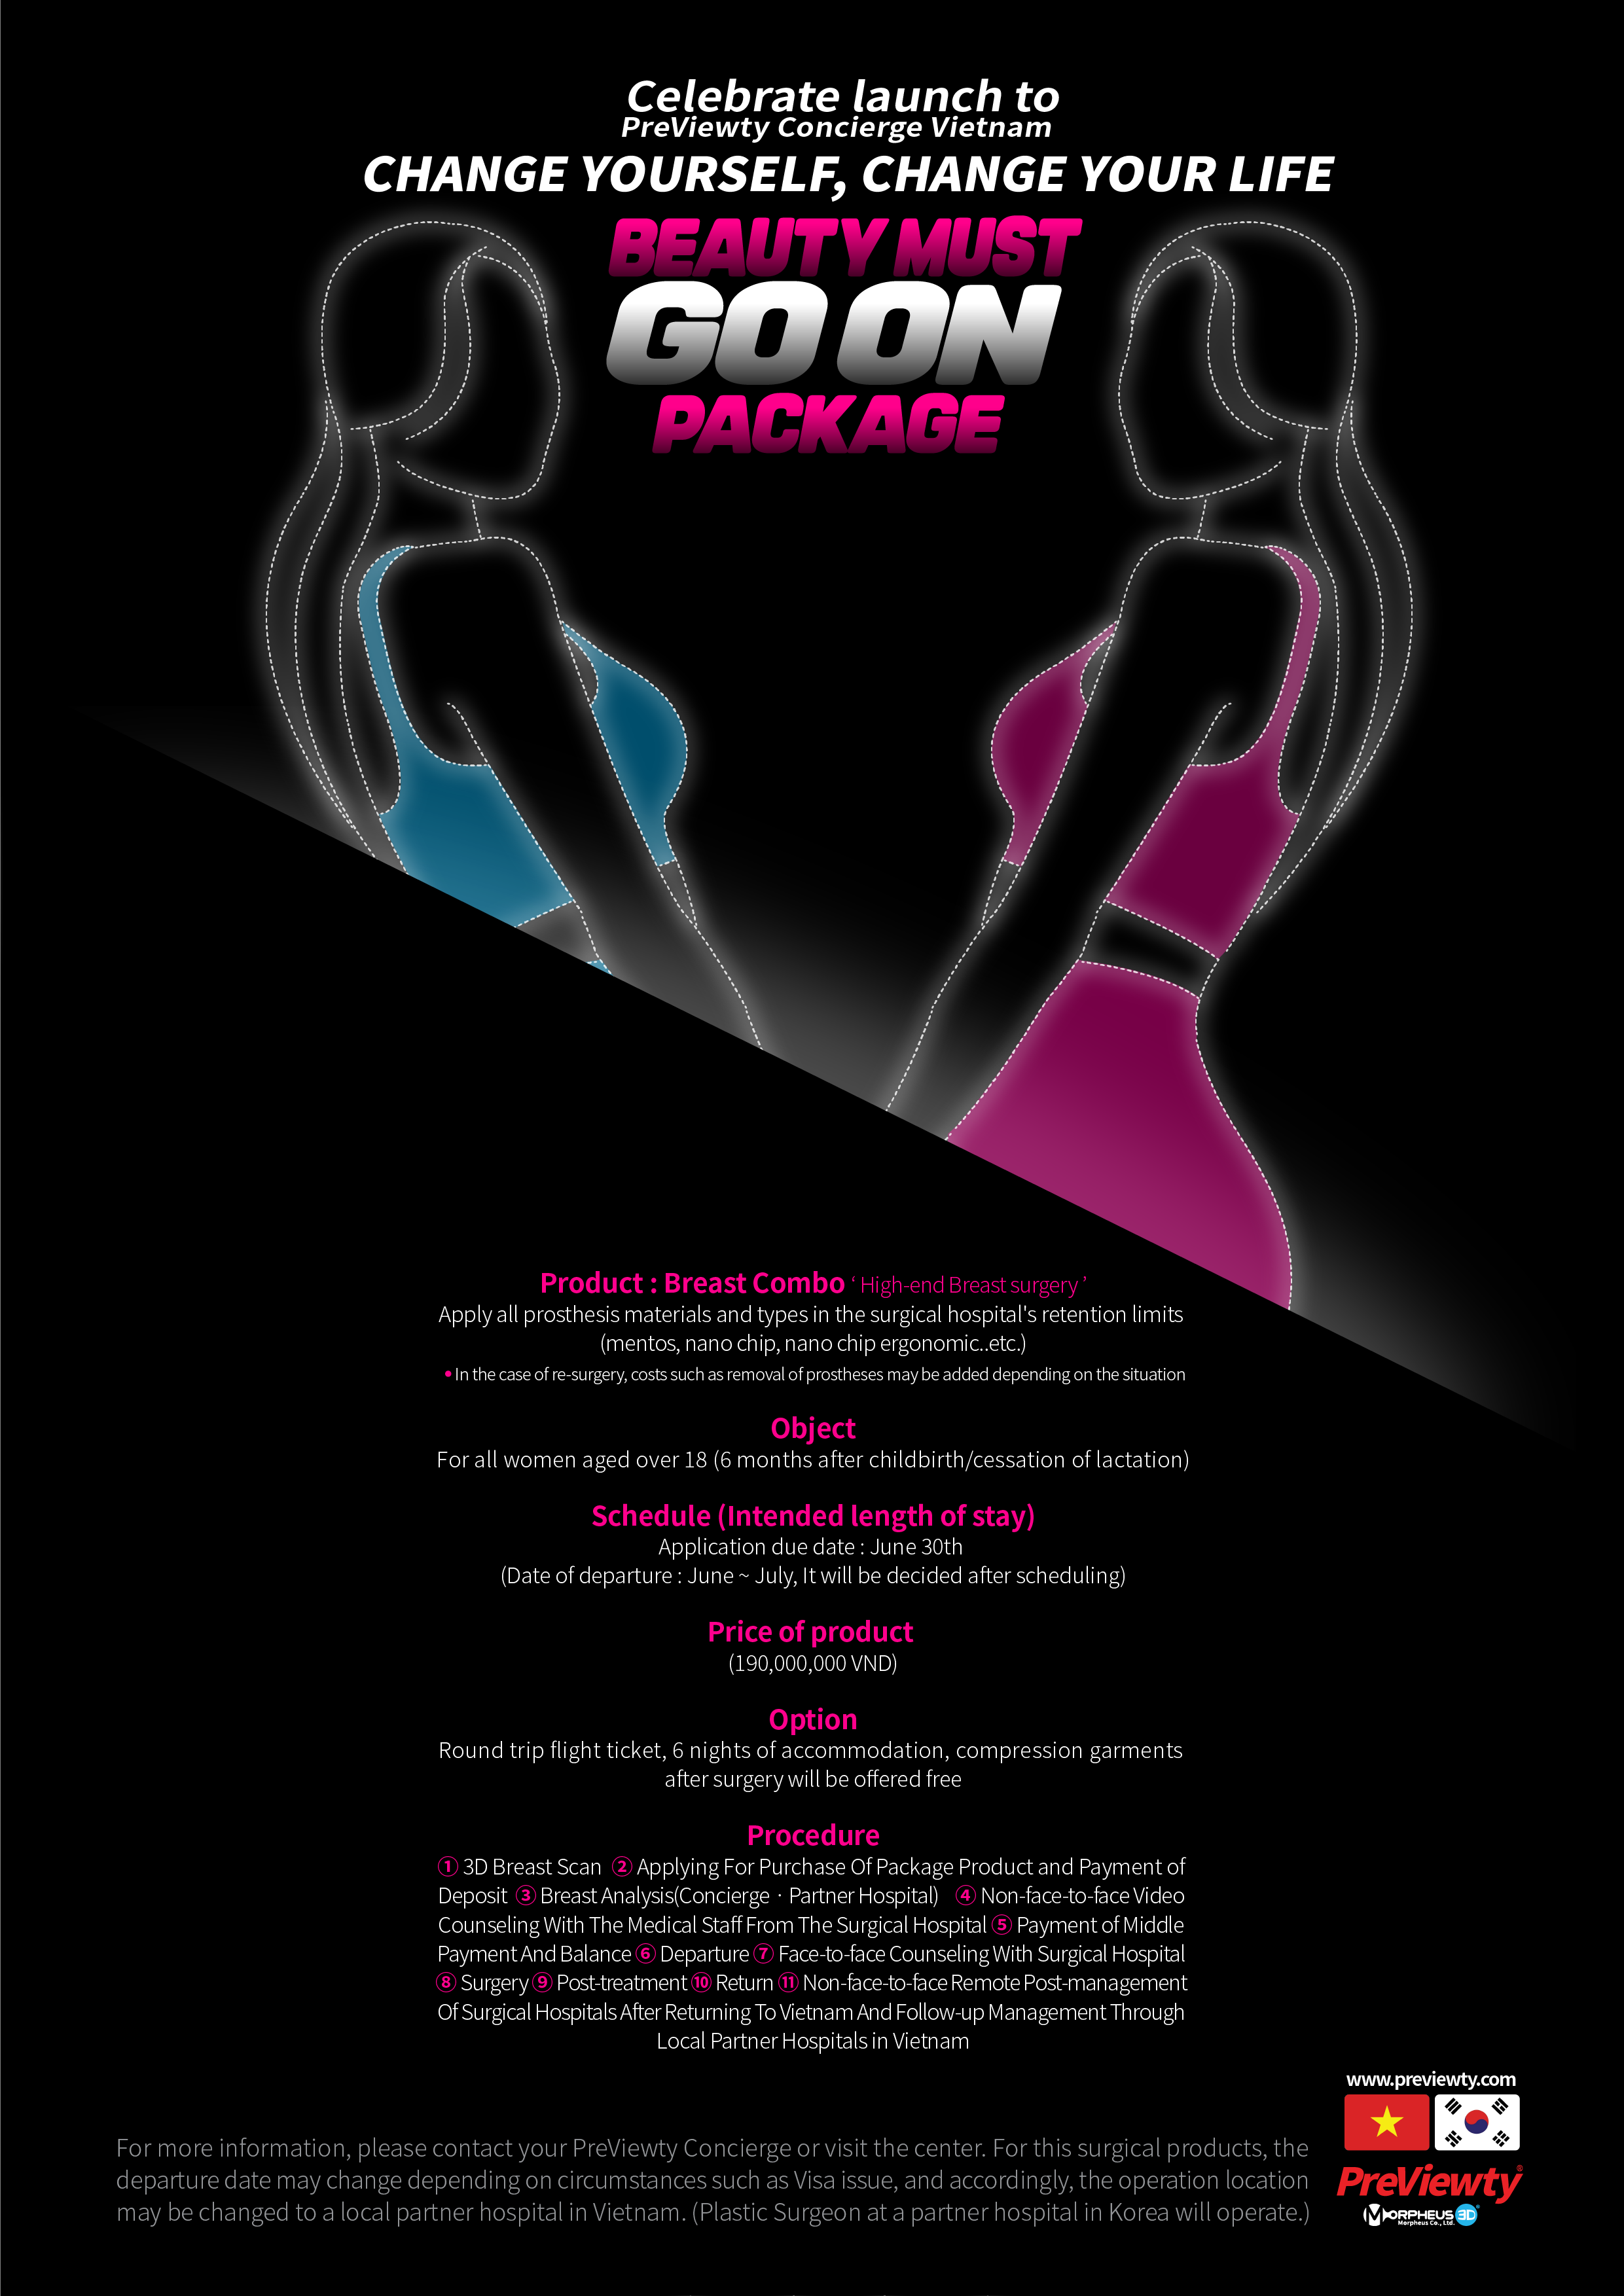 Celebrate launch to
PreViewty Concierge Vietnam
CHANGE YOURSELF, CHANGE YOUR LIFE
BEAUTY MUST
GO ON
PACKAGE
Product : Breast Combo ‘ High-end Breast surgery ’
Apply all prosthesis materials and types in the surgical hospital's retention limits
(mentos, nano chip, nano chip ergonomic..etc.)
• In the case of re-surgery, costs such as removal of prostheses may be added depending on the situation
Object
For all women aged over 18 (6 months after childbirth/cessation of lactation)
Schedule (Intended length of stay)
Application due date : June 30th
(Date of departure : June ~ July, It will be decided after scheduling)
Price of product
(190,000,000 VND)
Option
Round trip flight ticket, 6 nights of accommodation, compression garments
after surgery will be offered free
Procedure
① 3D Breast Scan ② Applying For Purchase Of Package Product and Payment of
Deposit ③ Breast Analysis(Concierge · Partner Hospital) ④ Non-face-to-face Video
Counseling With The Medical Staff From The Surgical Hospital ⑤ Payment of Middle
Payment And Balance ⑥ Departure ⑦ Face-to-face Counseling With Surgical Hospital
⑧ Surgery ⑨ Post-treatment ⑩ Return ⑪ Non-face-to-face Remote Post-management
Of Surgical Hospitals After Returning To Vietnam And Follow-up Management Through
Local Partner Hospitals in Vietnam
www.previewty.com
For more information, please contact your PreViewty Concierge or visit the center. For this surgical products, the
departure date may change depending on circumstances such as Visa issue, and accordingly, the operation location
may be changed to a local partner hospital in Vietnam. (Plastic Surgeon at a partner hospital in Korea will operate.)
PreViewty®
MORPHEUS 3D®
Morpheus Co., Ltd.